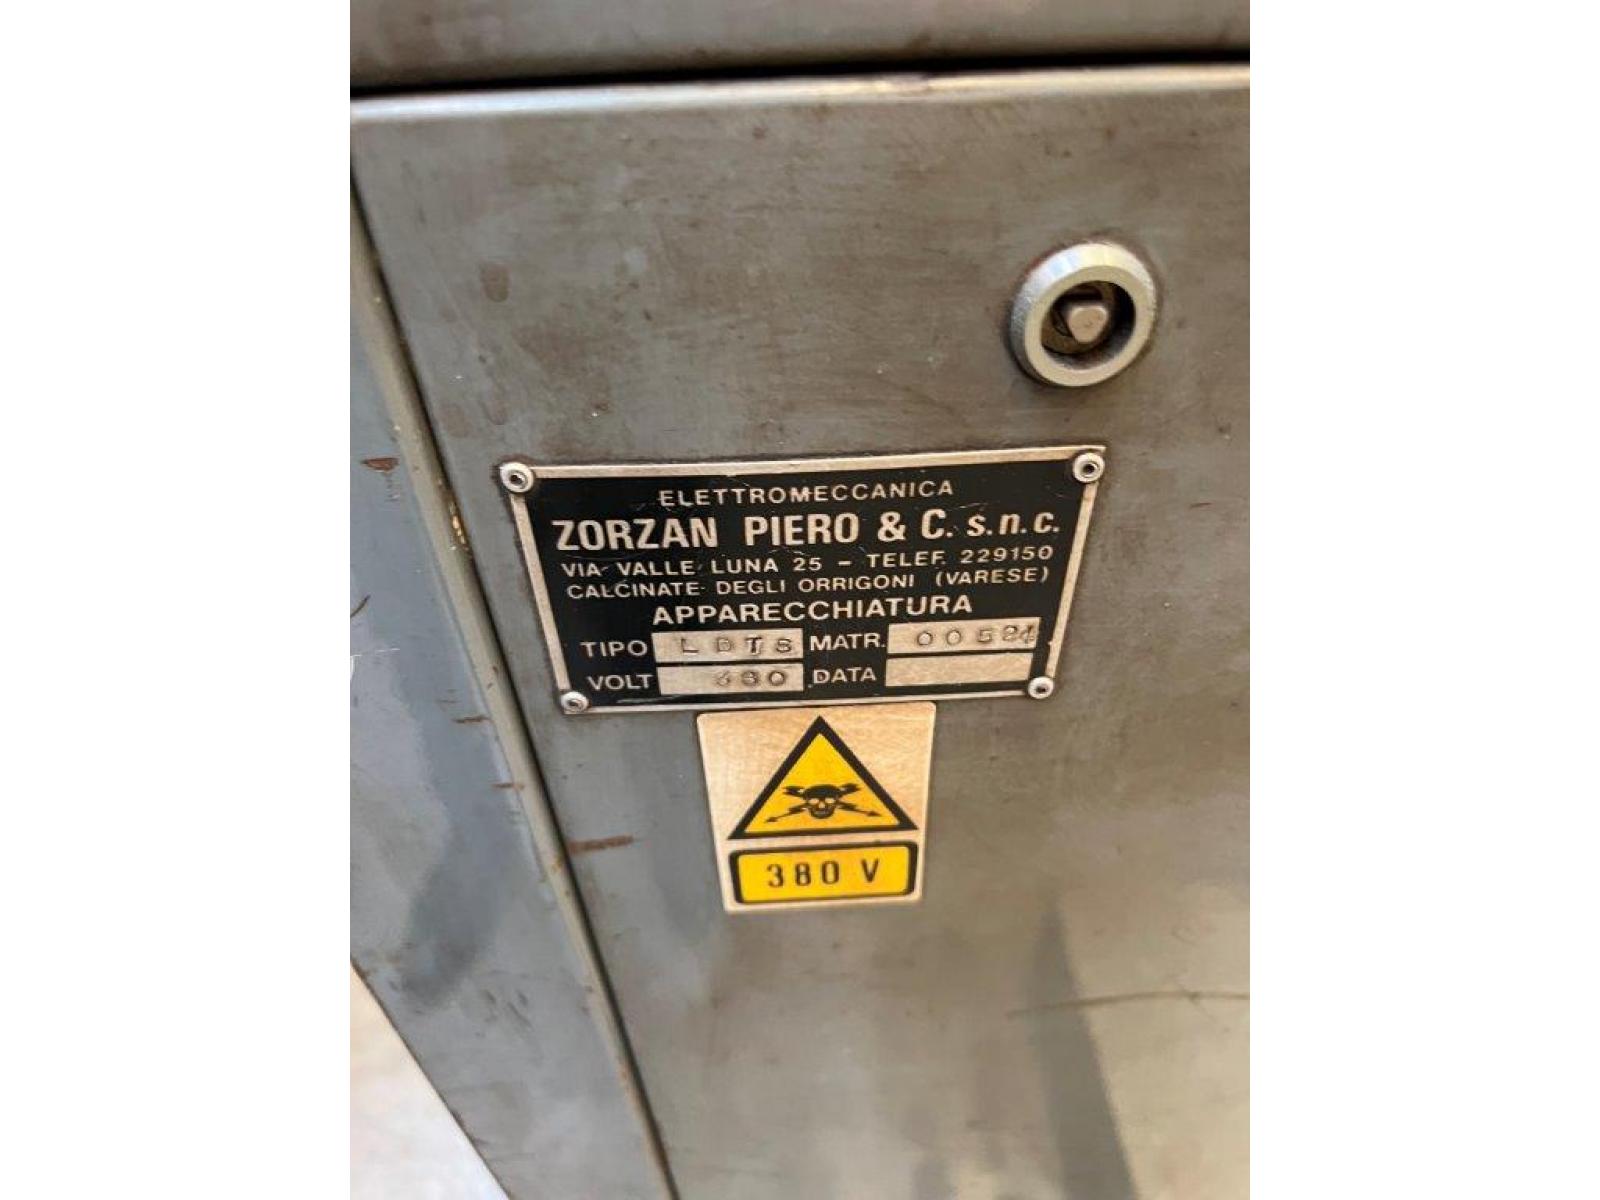 ELETTROMECCANICA
ZORZAN PIERO & C. s.n.c.
VIA VALLE LUNA 25 - TELEF. 229150
CALCINATE DEGLI ORRIGONI (VARESE)
APPARECCHIATURA
TIPO MATR.
VOLT 380 DATA
380 V